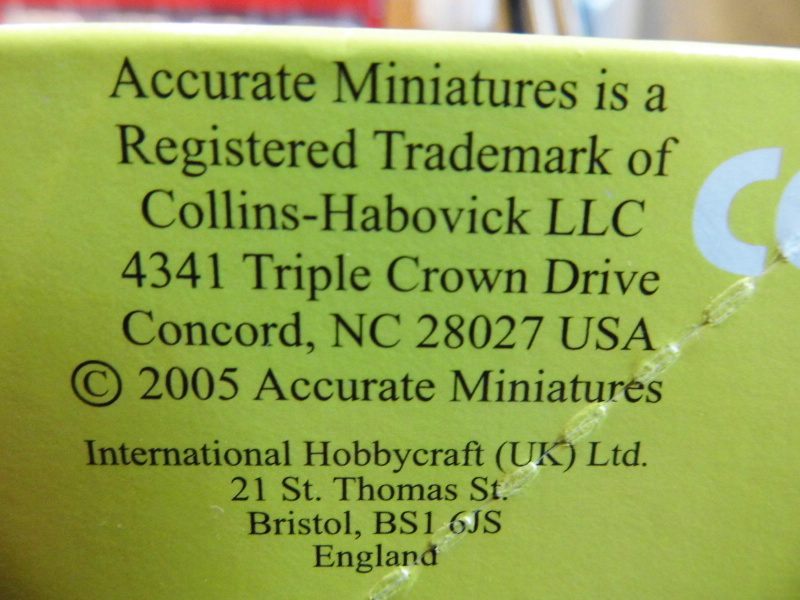 Accurate Miniatures is a
Registered Trademark of
Collins-Habovick LLC
4341 Triple Crown Drive
Concord, NC 28027 USA
© 2005 Accurate Miniatures
International Hobbycraft (UK) Ltd.
21 St. Thomas St.
Bristol, BS1 6JS
England